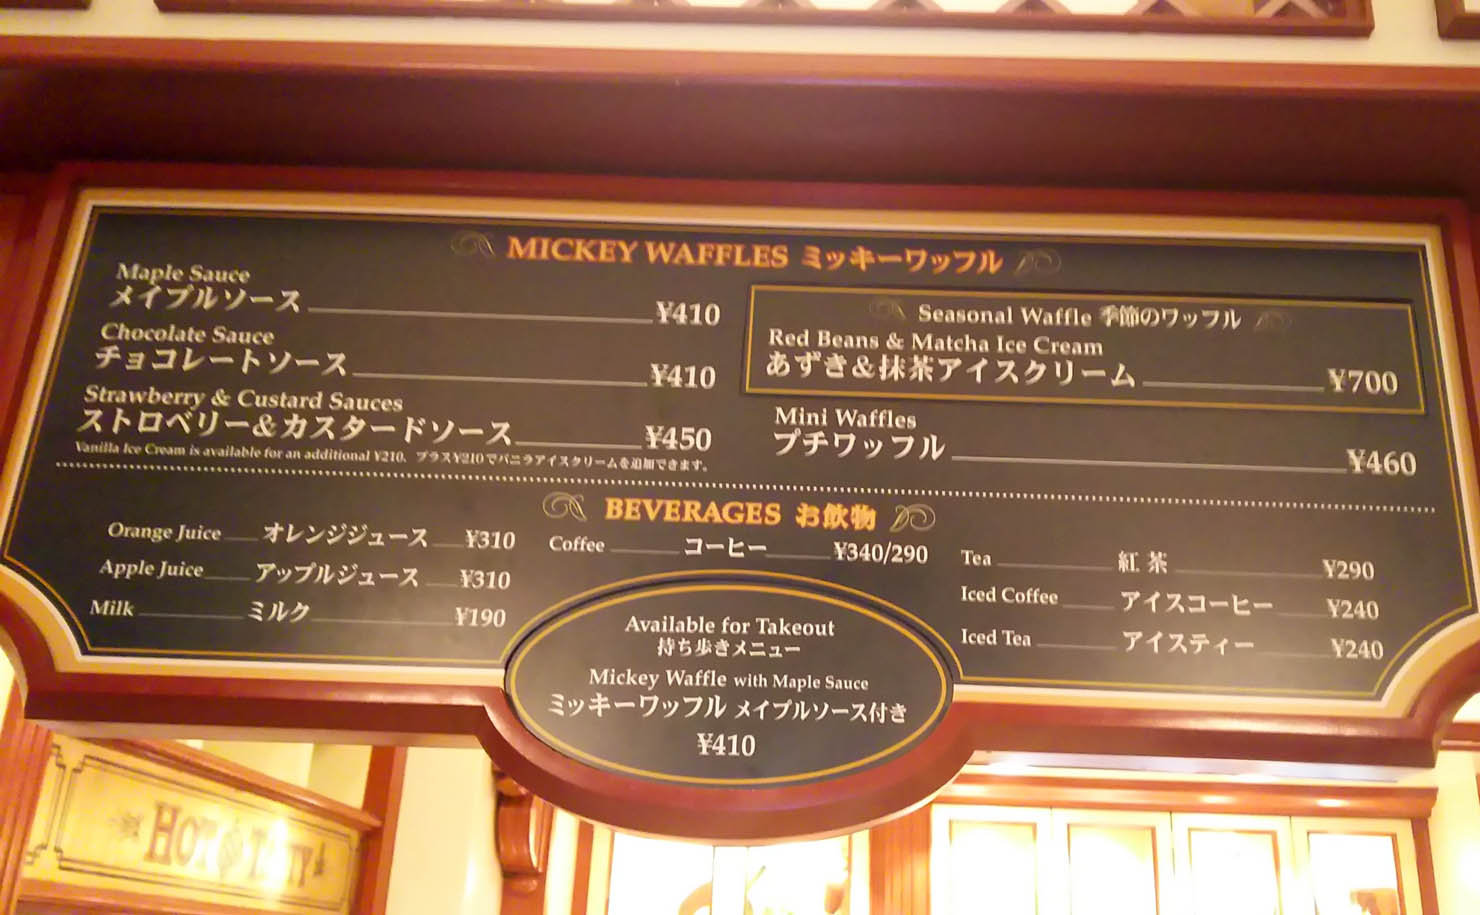 MICKEY WAFFLES ミッキーワッフル
Maple Sauce
メイプルソース ¥410
Chocolate Sauce
チョコレートソース ¥410
Strawberry & Custard Sauces
ストロベリー&カスタードソース ¥450
Vanilla Ice Cream is available for an additional ¥210. プラス¥210でバニラアイスクリームを追加できます。
Seasonal Waffle 季節のワッフル
Red Beans & Matcha Ice Cream
あずき&抹茶アイスクリーム ¥700
Mini Waffles
プチワッフル ¥460
BEVERAGES お飲物
Orange Juice オレンジジュース ¥310
Apple Juice アップルジュース ¥310
Milk ミルク ¥190
Coffee コーヒー ¥340/290
Tea 紅茶 ¥290
Iced Coffee アイスコーヒー ¥240
Iced Tea アイスティー ¥240
Available for Takeout
持ち歩きメニュー
Mickey Waffle with Maple Sauce
ミッキーワッフル メイプルソース付き
¥410
HOT